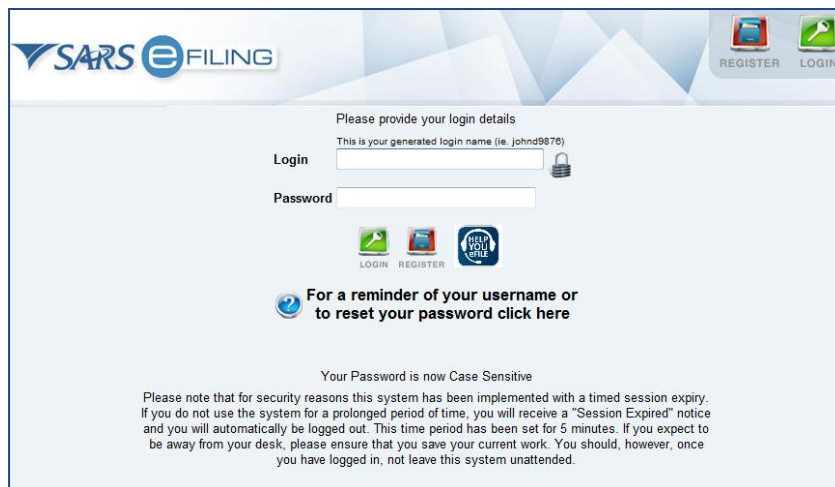 SARS eFILING
REGISTER LOGIN
Please provide your login details
This is your generated login name (ie. johnd9876)
Login
Password
LOGIN REGISTER HELP YOU eFILE
For a reminder of your username or
to reset your password click here
Your Password is now Case Sensitive
Please note that for security reasons this system has been implemented with a timed session expiry.
If you do not use the system for a prolonged period of time, you will receive a "Session Expired" notice
and you will automatically be logged out. This time period has been set for 5 minutes. If you expect to
be away from your desk, please ensure that you save your current work. You should, however, once
you have logged in, not leave this system unattended.